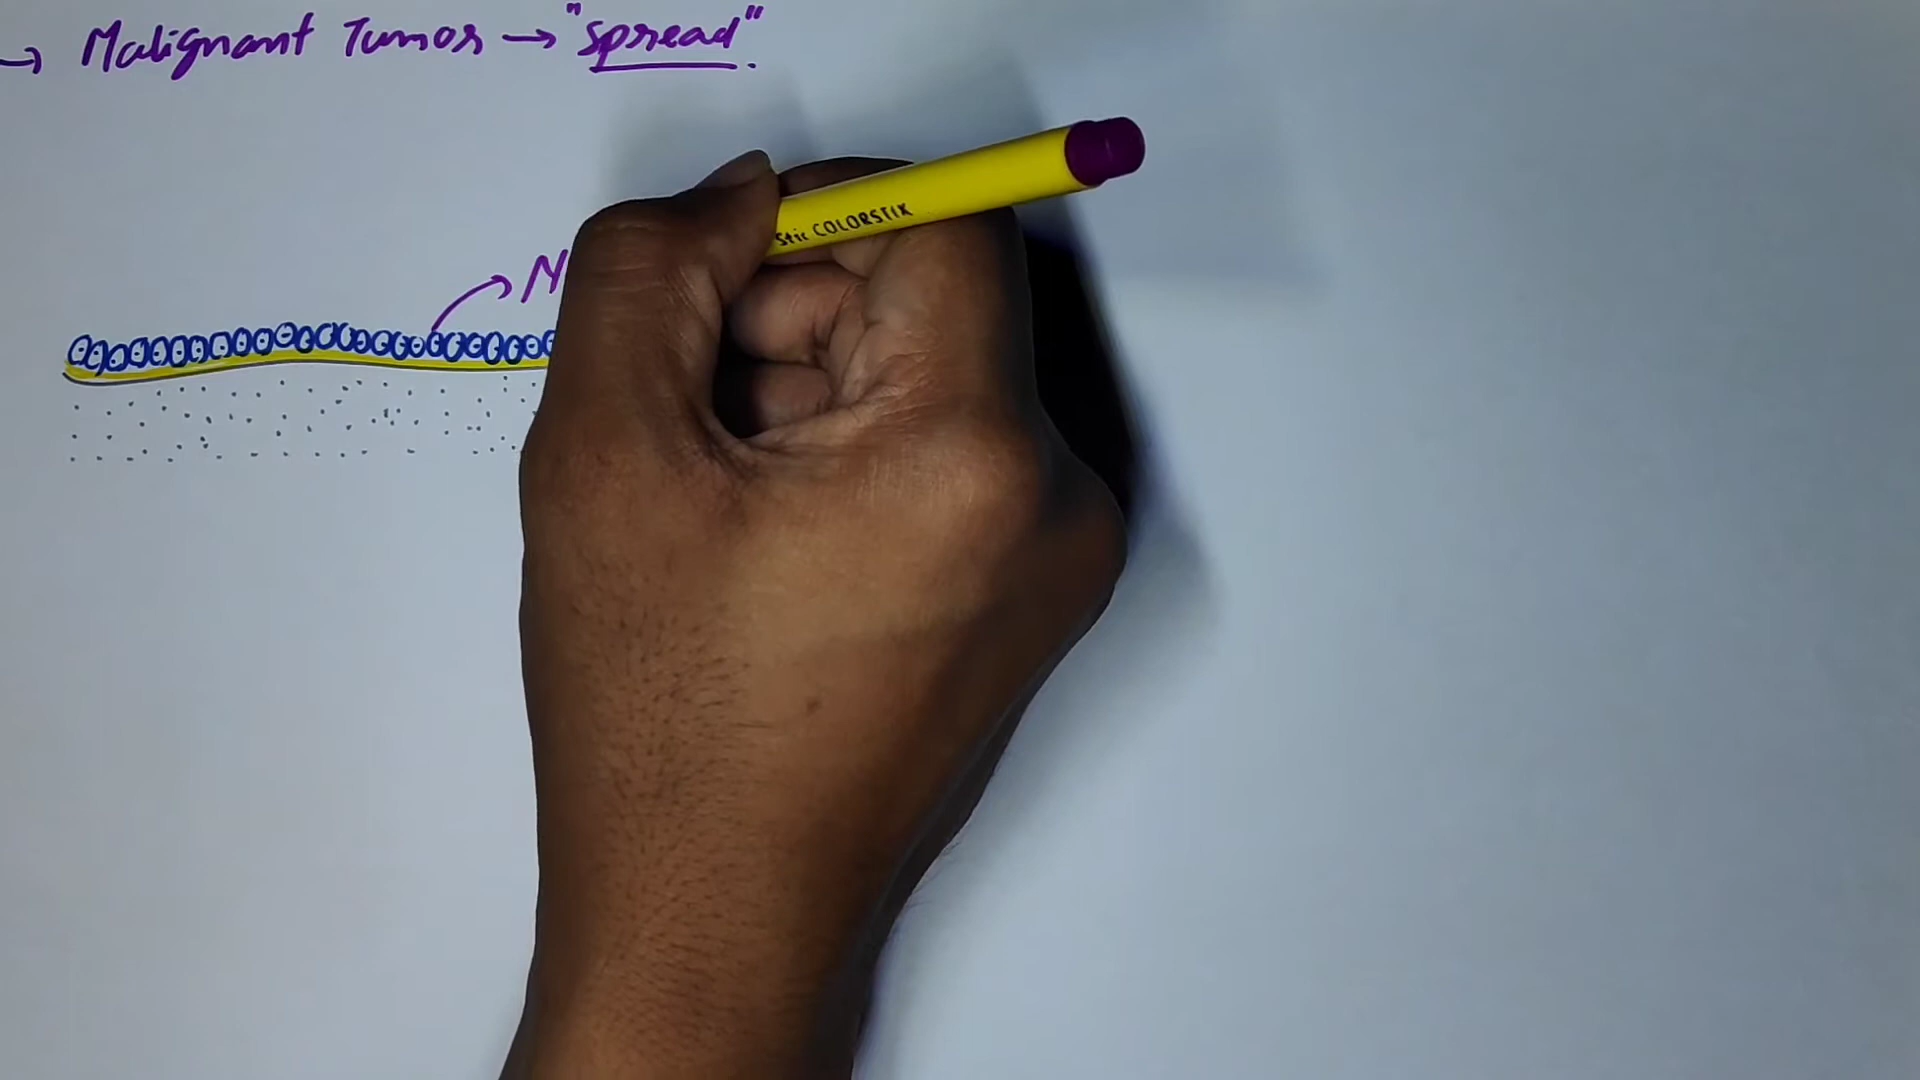 → Malignant Tumor → "Spread".
Stic COLORSTIX
→ N